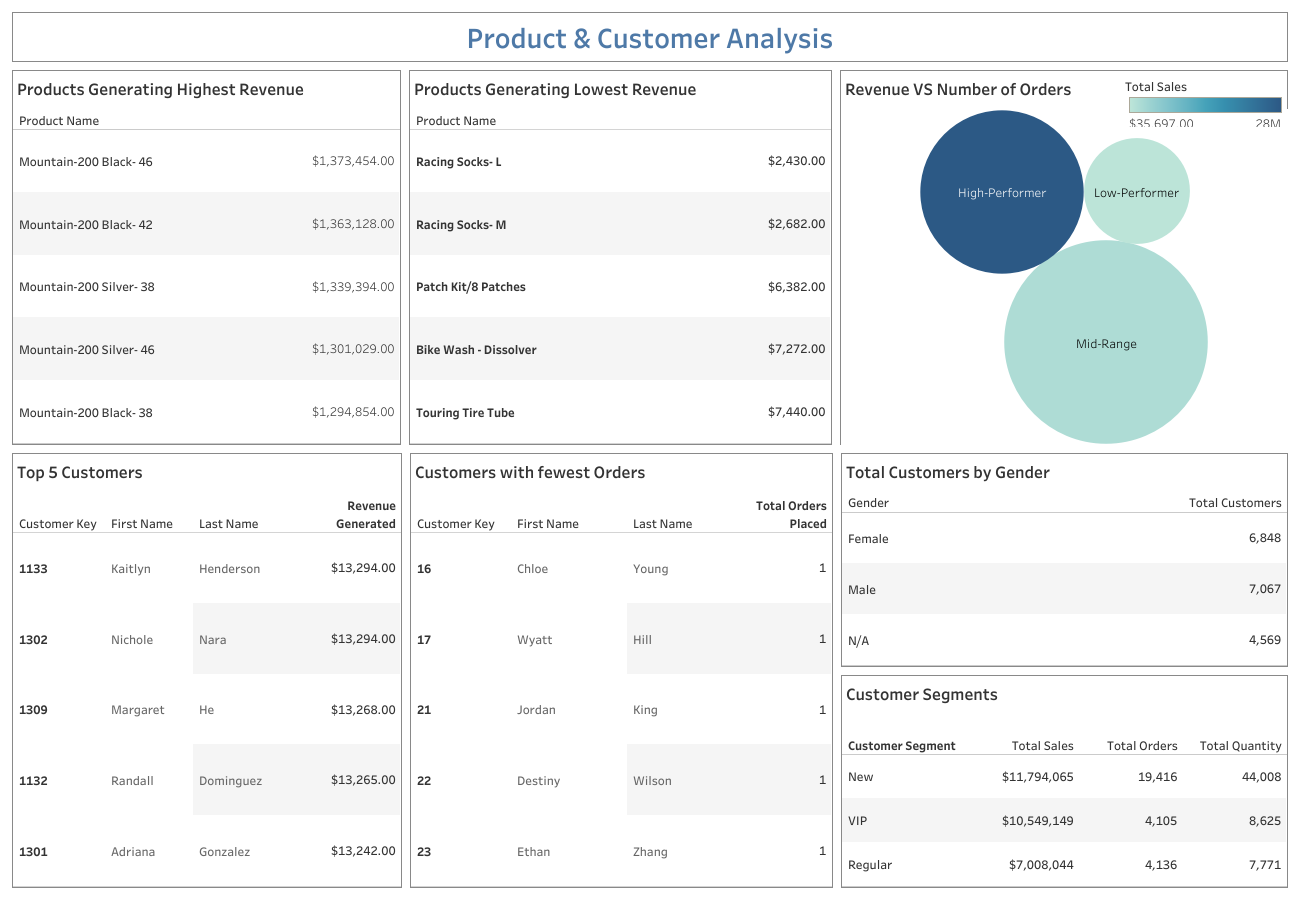 Product & Customer Analysis
Products Generating Highest Revenue
Product Name
Mountain-200 Black- 46 $1,373,454.00
Mountain-200 Black- 42 $1,363,128.00
Mountain-200 Silver- 38 $1,339,394.00
Mountain-200 Silver- 46 $1,301,029.00
Mountain-200 Black- 38 $1,294,854.00
Products Generating Lowest Revenue
Product Name
Racing Socks- L $2,430.00
Racing Socks- M $2,682.00
Patch Kit/8 Patches $6,382.00
Bike Wash - Dissolver $7,272.00
Touring Tire Tube $7,440.00
Revenue VS Number of Orders
Total Sales
$35,697.00 28M
High-Performer
Low-Performer
Mid-Range
Top 5 Customers
Customer Key First Name Last Name Revenue Generated
1133 Kaitlyn Henderson $13,294.00
1302 Nichole Nara $13,294.00
1309 Margaret He $13,268.00
1132 Randall Dominguez $13,265.00
1301 Adriana Gonzalez $13,242.00
Customers with fewest Orders
Customer Key First Name Last Name Total Orders Placed
16 Chloe Young 1
17 Wyatt Hill 1
21 Jordan King 1
22 Destiny Wilson 1
23 Ethan Zhang 1
Total Customers by Gender
Gender Total Customers
Female 6,848
Male 7,067
N/A 4,569
Customer Segments
Customer Segment Total Sales Total Orders Total Quantity
New $11,794,065 19,416 44,008
VIP $10,549,149 4,105 8,625
Regular $7,008,044 4,136 7,771